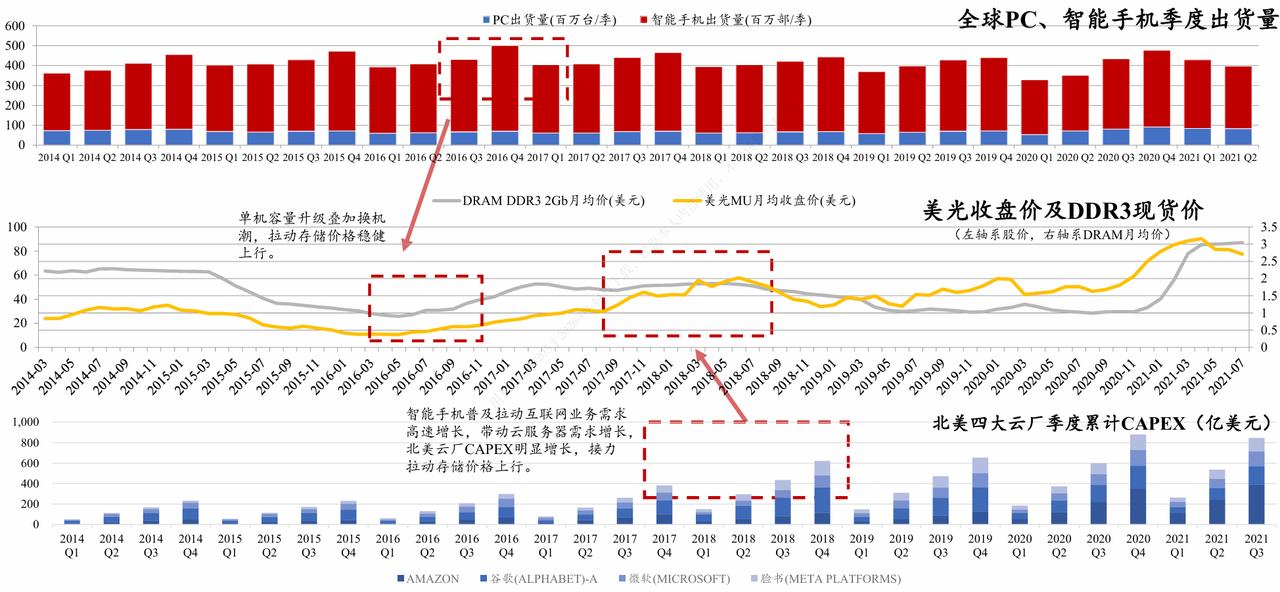 全球PC、智能手机季度出货量
PC出货量(百万台/季) 智能手机出货量(百万部/季)
600
500
400
300
200
100
0
2014 Q1 2014 Q2 2014 Q3 2014 Q4 2015 Q1 2015 Q2 2015 Q3 2015 Q4 2016 Q1 2016 Q2 2016 Q3 2016 Q4 2017 Q1 2017 Q2 2017 Q3 2017 Q4 2018 Q1 2018 Q2 2018 Q3 2018 Q4 2019 Q1 2019 Q2 2019 Q3 2019 Q4 2020 Q1 2020 Q2 2020 Q3 2020 Q4 2021 Q1 2021 Q2
DRAM DDR3 2Gb月均价(美元) 美光MU月均收盘价(美元)
美光收盘价及DDR3现货价
(左轴系股价，右轴系DRAM月均价)
单机容量升级叠加换机
潮，拉动存储价格稳健
上行。
100
80
60
40
20
0
3.5
3
2.5
2
1.5
1
0.5
0
2014-03 2014-05 2014-07 2014-09 2014-11 2015-01 2015-03 2015-05 2015-07 2015-09 2015-11 2016-01 2016-03 2016-05 2016-07 2016-09 2016-11 2017-01 2017-03 2017-05 2017-07 2017-09 2017-11 2018-01 2018-03 2018-05 2018-07 2018-09 2018-11 2019-01 2019-03 2019-05 2019-07 2019-09 2019-11 2020-01 2020-03 2020-05 2020-07 2020-09 2020-11 2021-01 2021-03 2021-05 2021-07
智能手机普及拉动互联网业务需求
高速增长，带动云服务器需求增长，
北美云厂CAPEX明显增长，接力
拉动存储价格上行。
北美四大云厂季度累计CAPEX（亿美元）
1,000
800
600
400
200
0
2014 2014 2014 2014 2015 2015 2015 2015 2016 2016 2016 2016 2017 2017 2017 2017 2018 2018 2018 2018 2019 2019 2019 2019 2020 2020 2020 2020 2021 2021 2021
Q1 Q2 Q3 Q4 Q1 Q2 Q3 Q4 Q1 Q2 Q3 Q4 Q1 Q2 Q3 Q4 Q1 Q2 Q3 Q4 Q1 Q2 Q3 Q4 Q1 Q2 Q3 Q4 Q1 Q2 Q3
AMAZON 谷歌(ALPHABET)-A 微软(MICROSOFT) 脸书(META PLATFORMS)